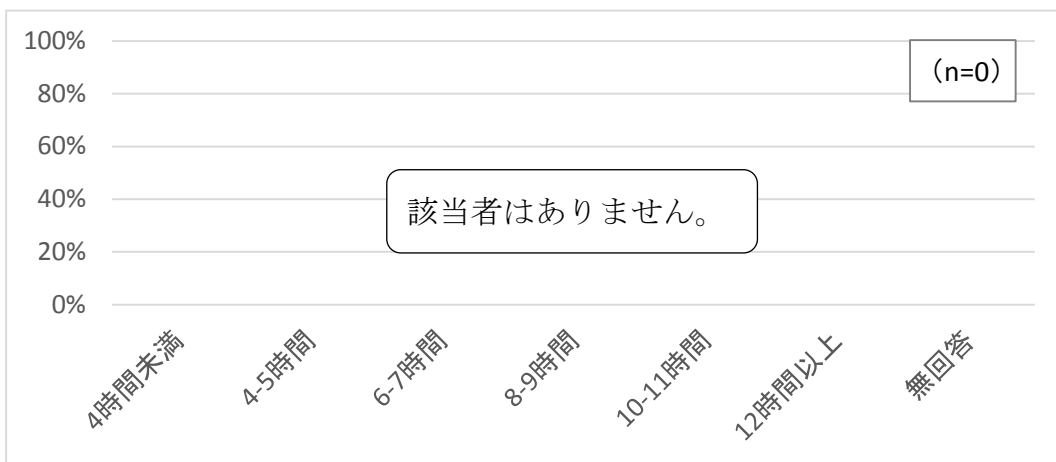 100%
80%
60%
40%
20%
0%
（n=0）
該当者はありません。
4時間未満
4-5時間
6-7時間
8-9時間
10-11時間
12時間以上
無回答